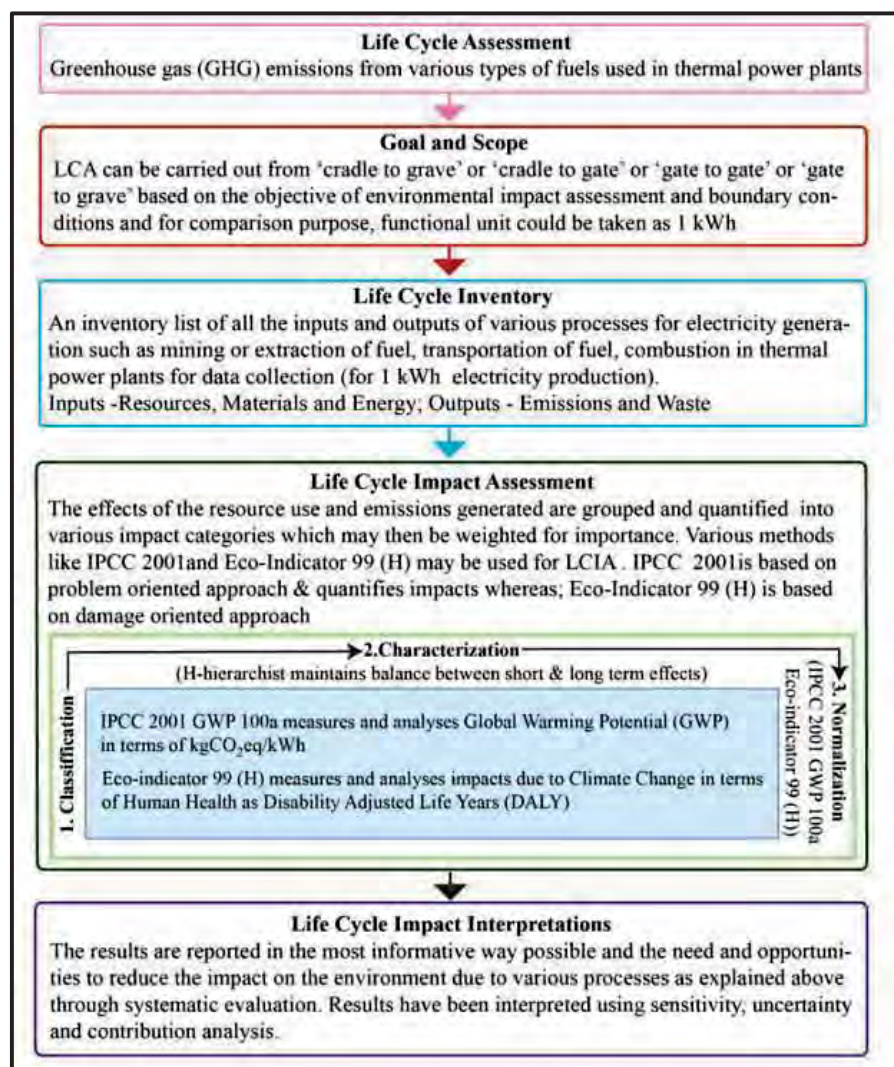 Life Cycle Assessment
Greenhouse gas (GHG) emissions from various types of fuels used in thermal power plants
Goal and Scope
LCA can be carried out from ‘cradle to grave’ or ‘cradle to gate’ or ‘gate to gate’ or ‘gate
to grave’ based on the objective of environmental impact assessment and boundary con-
ditions and for comparison purpose, functional unit could be taken as 1 kWh
Life Cycle Inventory
An inventory list of all the inputs and outputs of various processes for electricity genera-
tion such as mining or extraction of fuel, transportation of fuel, combustion in thermal
power plants for data collection (for 1 kWh electricity production).
Inputs -Resources, Materials and Energy; Outputs - Emissions and Waste
Life Cycle Impact Assessment
The effects of the resource use and emissions generated are grouped and quantified into
various impact categories which may then be weighted for importance. Various methods
like IPCC 2001and Eco-Indicator 99 (H) may be used for LCIA . IPCC 2001is based on
problem oriented approach & quantifies impacts whereas; Eco-Indicator 99 (H) is based
on damage oriented approach
1. Classiffication
2.Characterization
(H-hierarchist maintains balance between short & long term effects)
IPCC 2001 GWP 100a measures and analyses Global Warming Potential (GWP)
in terms of kgCO₂eq/kWh
Eco-indicator 99 (H) measures and analyses impacts due to Climate Change in terms
of Human Health as Disability Adjusted Life Years (DALY)
3. Normalization
(IPCC 2001 GWP 100a
Eco-indicator 99 (H))
Life Cycle Impact Interpretations
The results are reported in the most informative way possible and the need and opportuni-
ties to reduce the impact on the environment due to various processes as explained above
through systematic evaluation. Results have been interpreted using sensitivity, uncertainty
and contribution analysis.